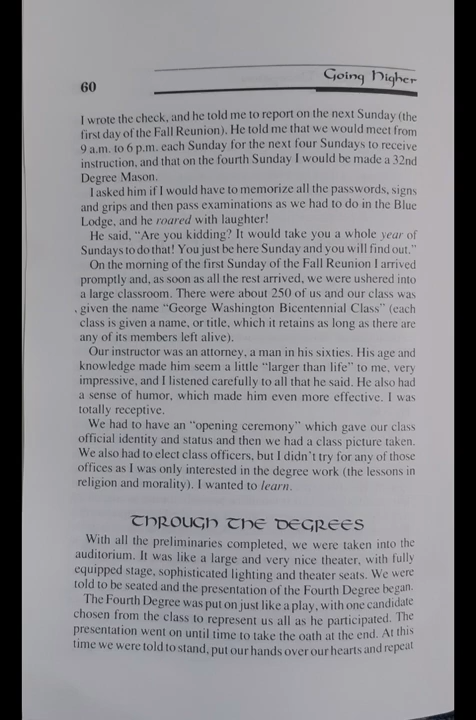 60
Going Higher
I wrote the check, and he told me to report on the next Sunday (the
first day of the Fall Reunion). He told me that we would meet from
9 a.m. to 6 p.m. each Sunday for the next four Sundays to receive
instruction, and that on the fourth Sunday I would be made a 32nd
Degree Mason.
I asked him if I would have to memorize all the passwords, signs
and grips and then pass examinations as we had to do in the Blue
Lodge, and he roared with laughter!
He said, “Are you kidding? It would take you a whole year of
Sundays to do that! You just be here Sunday and you will find out.”
On the morning of the first Sunday of the Fall Reunion I arrived
promptly and, as soon as all the rest arrived, we were ushered into
a large classroom. There were about 250 of us and our class was
given the name “George Washington Bicentennial Class” (each
class is given a name, or title, which it retains as long as there are
any of its members left alive).
Our instructor was an attorney, a man in his sixties. His age and
knowledge made him seem a little “larger than life” to me, very
impressive, and I listened carefully to all that he said. He also had
a sense of humor, which made him even more effective. I was
totally receptive.
We had to have an “opening ceremony” which gave our class
official identity and status and then we had a class picture taken.
We also had to elect class officers, but I didn’t try for any of those
offices as I was only interested in the degree work (the lessons in
religion and morality). I wanted to learn.
THROUGH THE DEGREES
With all the preliminaries completed, we were taken into the
auditorium. It was like a large and very nice theater, with fully
equipped stage, sophisticated lighting and theater seats. We were
told to be seated and the presentation of the Fourth Degree began.
The Fourth Degree was put on just like a play, with one candidate
chosen from the class to represent us all as he participated. The
presentation went on until time to take the oath at the end. At this
time we were told to stand, put our hands over our hearts and repeat